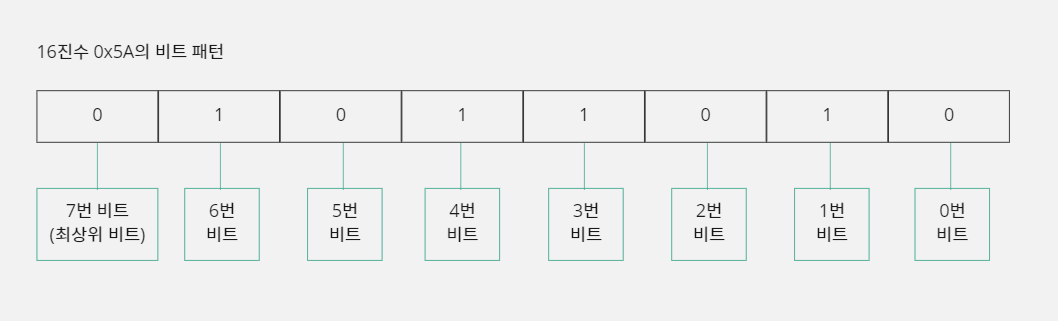 16진수 0x5A의 비트 패턴
0 1 0 1 1 0 1 0
7번 비트
(최상위 비트)
6번
비트
5번
비트
4번
비트
3번
비트
2번
비트
1번
비트
0번
비트